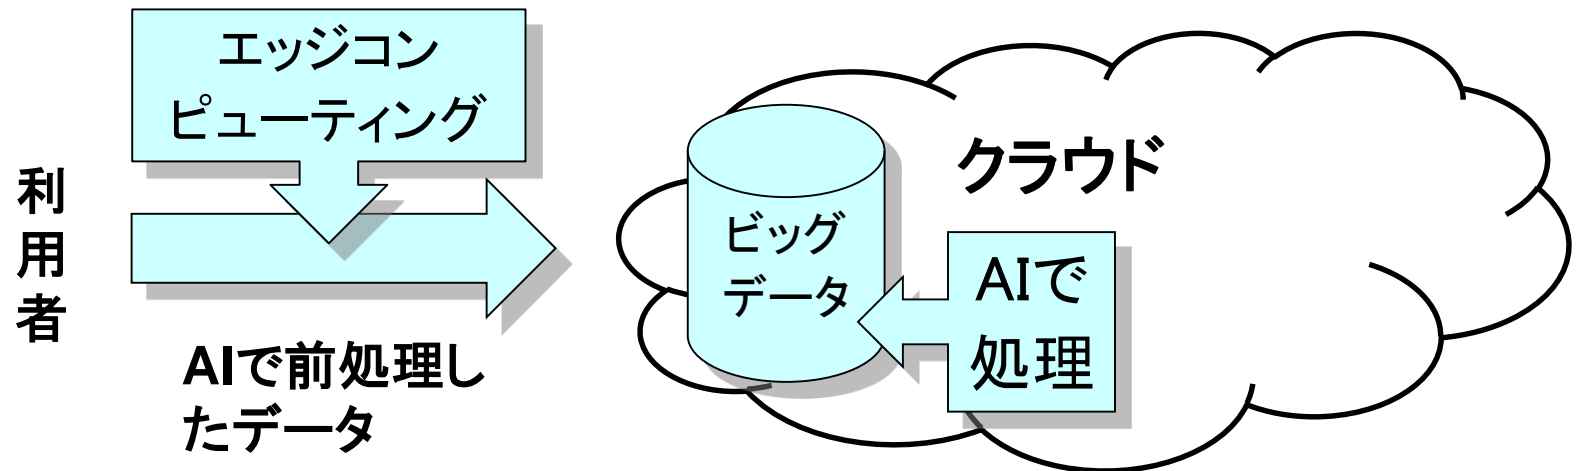 エッジコン
ピューティング
利
用
者
AIで前処理し
たデータ
クラウド
ビッグ
データ
AIで
処理